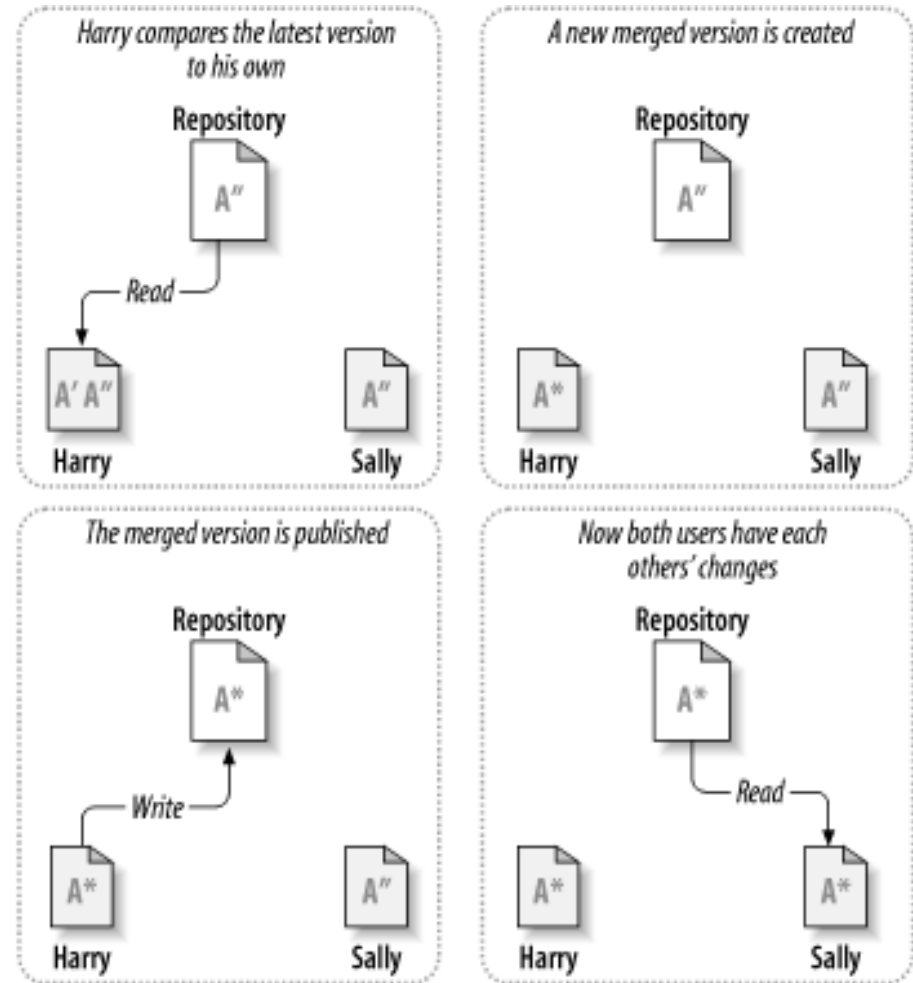 Harry compares the latest version
to his own
Repository
A″
Read
A′ A″
A″
Harry
Sally
A new merged version is created
Repository
A″
A*
A″
Harry
Sally
The merged version is published
Repository
A*
Write
A*
A″
Harry
Sally
Now both users have each
others’ changes
Repository
A*
Read
A*
A*
Harry
Sally